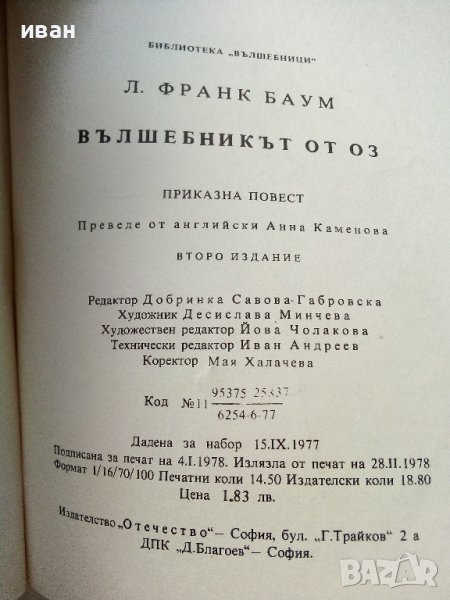 иван
БИБЛИОТЕКА „ВЪЛШЕБНИЦИ"
Л. ФРАНК БАУМ
ВЪЛШЕБНИКЪТ ОТ ОЗ
ПРИКАЗНА ПОВЕСТ
Преведе от английски Анна Каменова
ВТОРО ИЗДАНИЕ
Редактор Добринка Савова-Габровска
Художник Десислава Минчева
Художествен редактор Йова Чолакова
Технически редактор Иван Андреев
Коректор Мая Халачева
95375 25337
Код №11
6254-6-77
Дадена за набор 15.IX.1977
Подписана за печат на 4.I.1978. Излязла от печат на 28.II.1978
Формат 1/16/70/100 Печатни коли 14.50 Издателски коли 18.80
Цена 1.83 лв.
Издателство „Отечество"— София, бул. „Г.Трайков" 2 а
ДПК „Д.Благоев"— София.
BAZAR